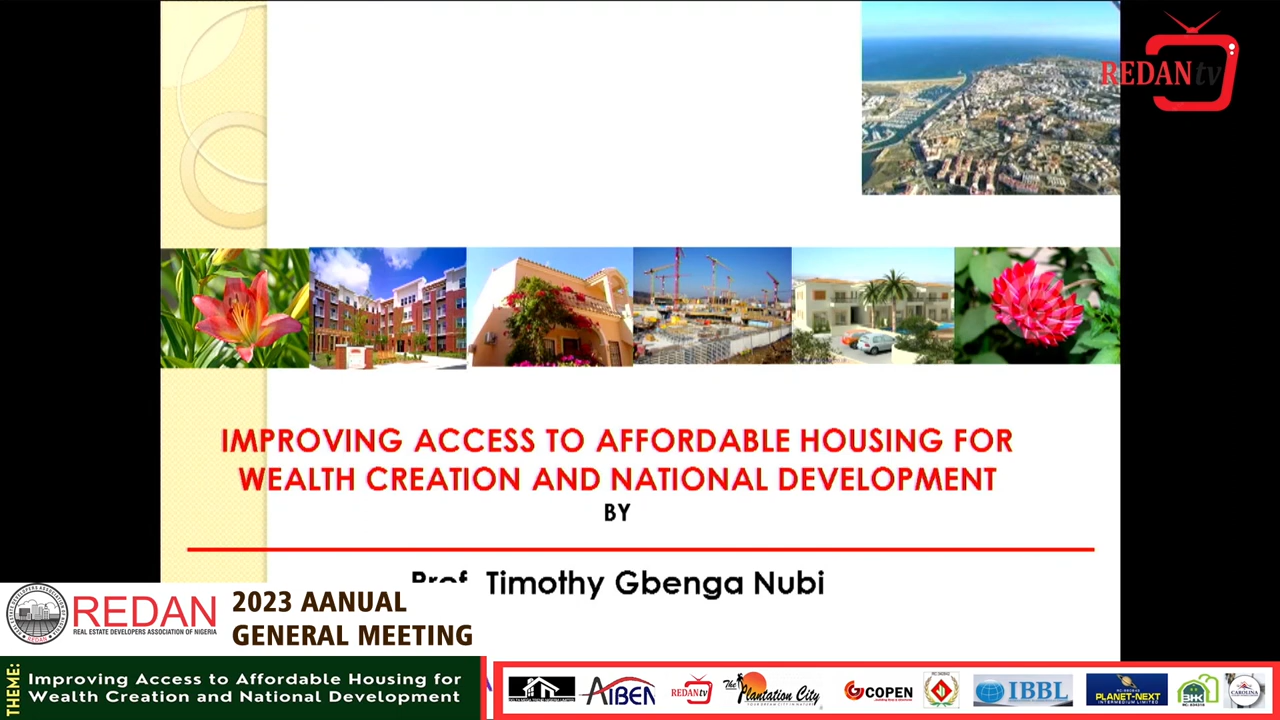 REDANtv
IMPROVING ACCESS TO AFFORDABLE HOUSING FOR
WEALTH CREATION AND NATIONAL DEVELOPMENT
BY
Prof. Timothy Gbenga Nubi
REDAN
REAL ESTATE DEVELOPERS ASSOCIATION OF NIGERIA
2023 AANUAL
GENERAL MEETING
THEME:
Improving Access to Affordable Housing for
Wealth Creation and National Development
AIBEN
REDANtv
The Plantation City
COPEN
IBBL
PLANET-NEXT
INTERMEDIUM LIMITED
BHK
CAROLINA